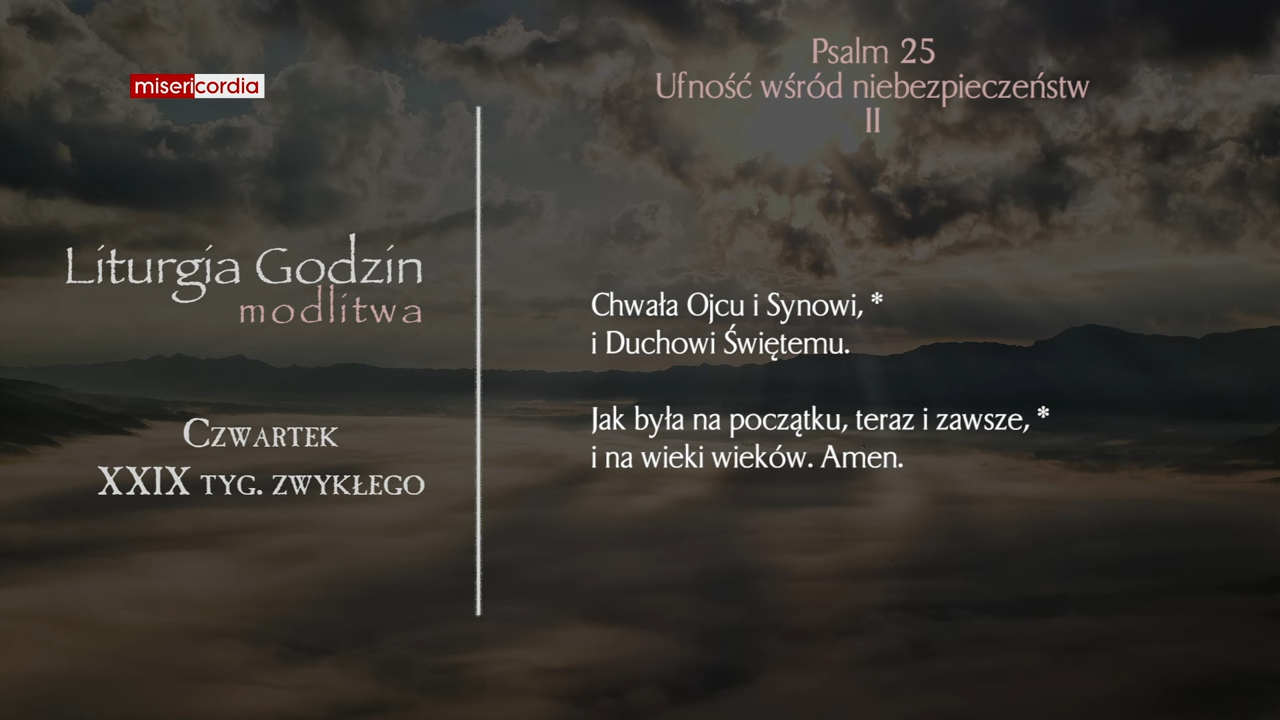 misericordia
Liturgia Godzin
modlitwa
Czwartek
XXIX tyg. zwykłego
Psalm 25
Ufność wśród niebezpieczeństw
II
Chwała Ojcu i Synowi, *
i Duchowi Świętemu.
Jak była na początku, teraz i zawsze, *
i na wieki wieków. Amen.